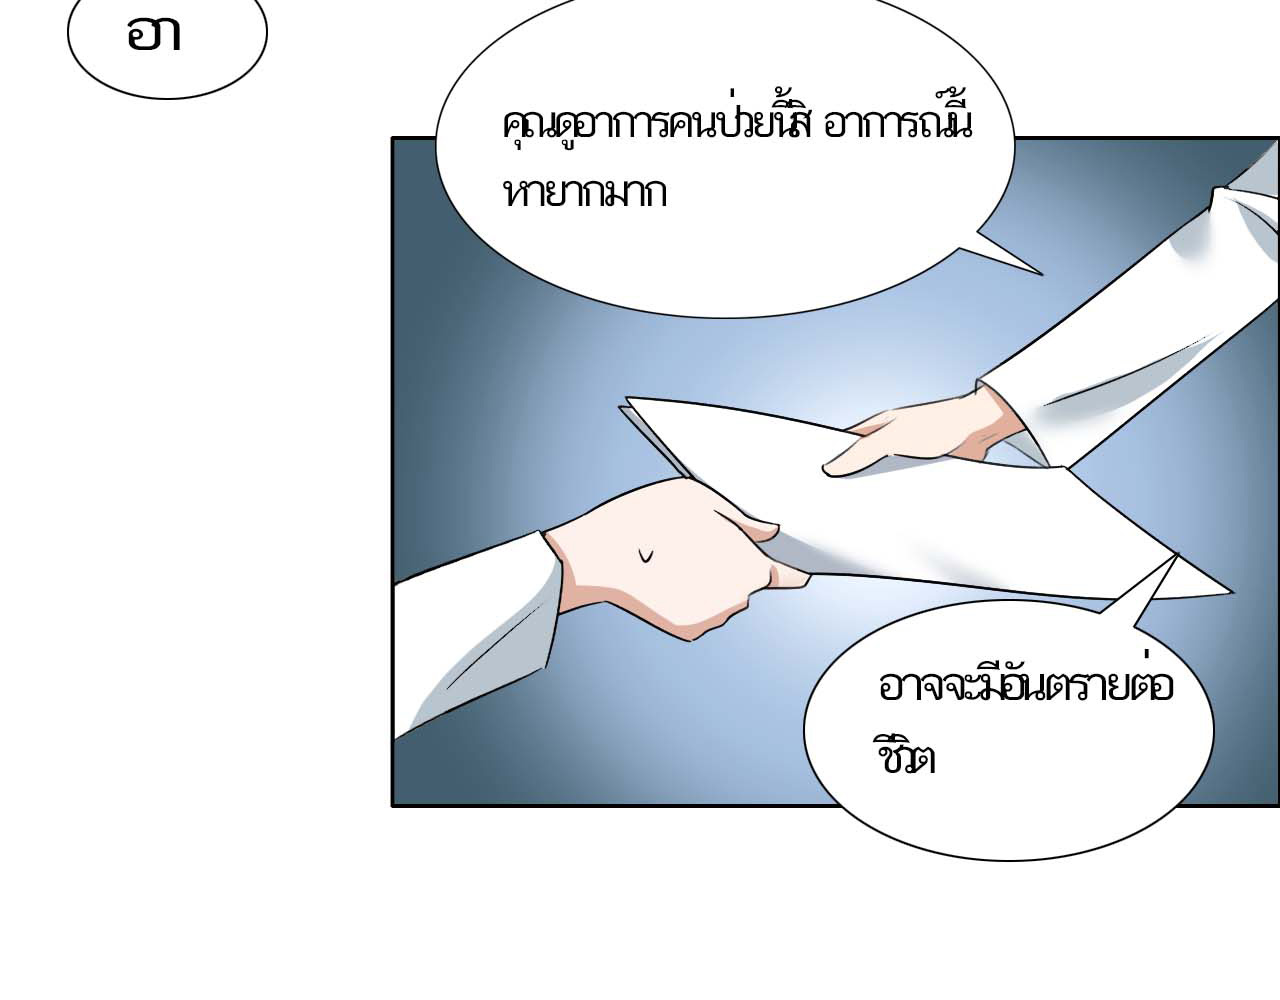 ฮา
คุณดูอาการคนป่วยนี้สิ อาการณ์นี้
หายากมาก
อาจจะมีอันตรายต่อ
ชีวิต